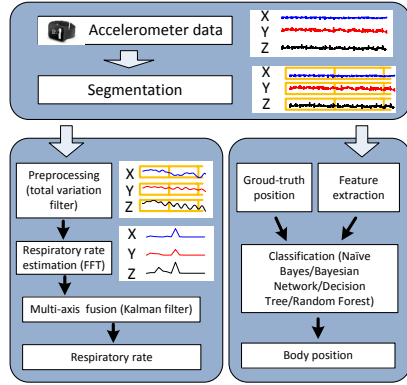 Accelerometer data
X
Y
Z
Segmentation
X
Y
Z
Preprocessing
(total variation
filter)
X
Y
Z
Respiratory rate
estimation (FFT)
X
Y
Z
Multi-axis fusion (Kalman filter)
Respiratory rate
Groud-truth
position
Feature
extraction
Classification (Naïve
Bayes/Bayesian
Network/Decision
Tree/Random Forest)
Body position